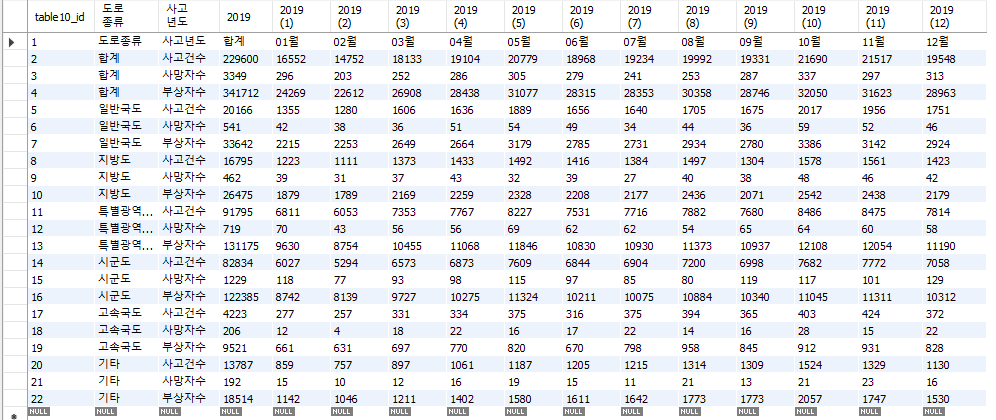 table10_id 도로 종류 사고 년도 2019 2019 (1) 2019 (2) 2019 (3) 2019 (4) 2019 (5) 2019 (6) 2019 (7) 2019 (8) 2019 (9) 2019 (10) 2019 (11) 2019 (12)
1 도로종류 사고년도 합계 01월 02월 03월 04월 05월 06월 07월 08월 09월 10월 11월 12월
2 합계 사고건수 229600 16552 14752 18133 19104 20779 18968 19234 19992 19331 21690 21517 19548
3 합계 사망자수 3349 296 203 252 286 305 279 241 253 287 337 297 313
4 합계 부상자수 341712 24269 22612 26908 28438 31077 28315 28353 30358 28746 32050 31623 28963
5 일반국도 사고건수 20166 1355 1280 1606 1636 1889 1656 1640 1705 1675 2017 1956 1751
6 일반국도 사망자수 541 42 38 36 51 54 49 34 44 36 59 52 46
7 일반국도 부상자수 33642 2215 2253 2649 2664 3179 2785 2731 2934 2780 3386 3142 2924
8 지방도 사고건수 16795 1223 1111 1373 1433 1492 1416 1384 1497 1304 1578 1561 1423
9 지방도 사망자수 462 39 31 37 43 32 39 27 40 38 48 46 42
10 지방도 부상자수 26475 1879 1789 2169 2259 2328 2208 2177 2436 2071 2542 2438 2179
11 특별광역... 사고건수 91795 6811 6053 7353 7767 8227 7531 7716 7882 7680 8486 8475 7814
12 특별광역... 사망자수 719 70 43 56 56 69 62 62 54 65 64 60 58
13 특별광역... 부상자수 131175 9630 8754 10455 11068 11846 10830 10930 11373 10937 12108 12054 11190
14 시군도 사고건수 82834 6027 5294 6573 6873 7609 6844 6904 7200 6998 7682 7772 7058
15 시군도 사망자수 1229 118 77 93 98 115 97 85 80 119 117 101 129
16 시군도 부상자수 122385 8742 8139 9727 10275 11324 10211 10075 10884 10340 11045 11311 10312
17 고속국도 사고건수 4223 277 257 331 334 375 316 375 394 365 403 424 372
18 고속국도 사망자수 206 12 4 18 22 16 17 22 14 16 28 15 22
19 고속국도 부상자수 9521 661 631 697 770 820 670 798 958 845 912 931 828
20 기타 사고건수 13787 859 757 897 1061 1187 1205 1215 1314 1309 1524 1329 1130
21 기타 사망자수 192 15 10 12 16 19 15 11 21 13 21 23 16
22 기타 부상자수 18514 1142 1046 1211 1402 1580 1611 1642 1773 1773 2057 1747 1530
NULL NULL NULL NULL NULL NULL NULL NULL NULL NULL NULL NULL NULL NULL NULL NULL